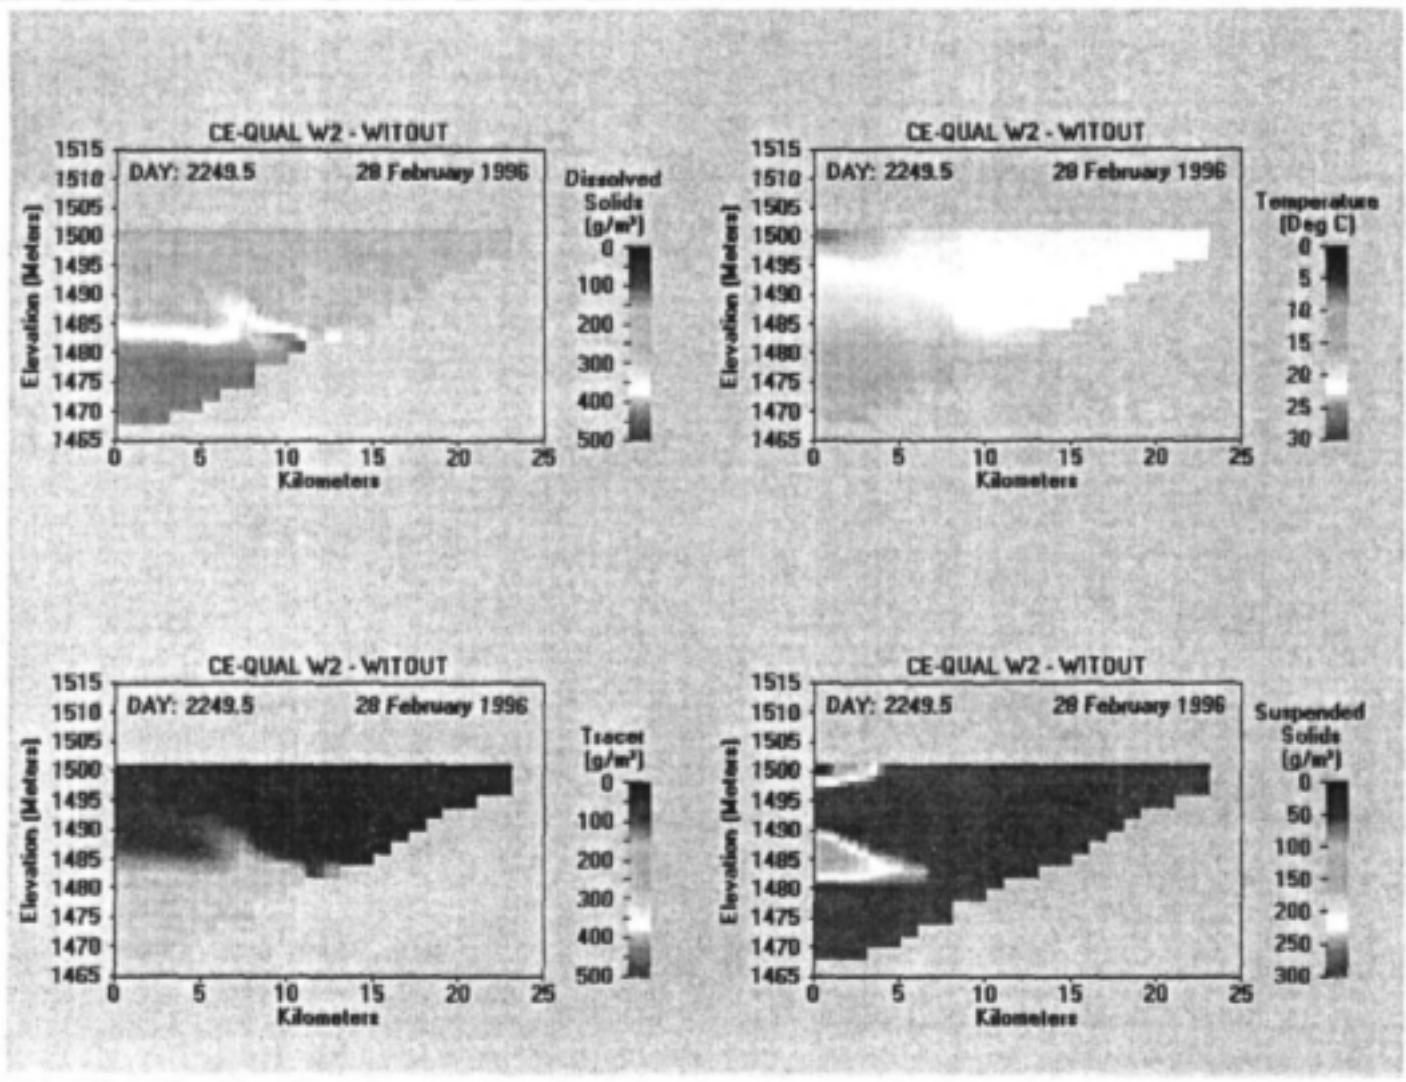 CE-QUAL W2 - WITOUT
DAY: 2249.5 28 February 1996
Elevation (Meters)
1515
1510
1505
1500
1495
1490
1485
1480
1475
1470
1465
0 5 10 15 20 25
Kilometers
Dissolved
Solids
(g/m³)
0
100
200
300
400
500
CE-QUAL W2 - WITOUT
DAY: 2249.5 28 February 1996
Elevation (Meters)
1515
1510
1505
1500
1495
1490
1485
1480
1475
1470
1465
0 5 10 15 20 25
Kilometers
Temperature
(Deg C)
0
5
10
15
20
25
30
CE-QUAL W2 - WITOUT
DAY: 2249.5 28 February 1996
Elevation (Meters)
1515
1510
1505
1500
1495
1490
1485
1480
1475
1470
1465
0 5 10 15 20 25
Kilometers
Tracer
(g/m³)
0
100
200
300
400
500
CE-QUAL W2 - WITOUT
DAY: 2249.5 28 February 1996
Elevation (Meters)
1515
1510
1505
1500
1495
1490
1485
1480
1475
1470
1465
0 5 10 15 20 25
Kilometers
Suspended
Solids
(g/m³)
0
50
100
150
200
250
300